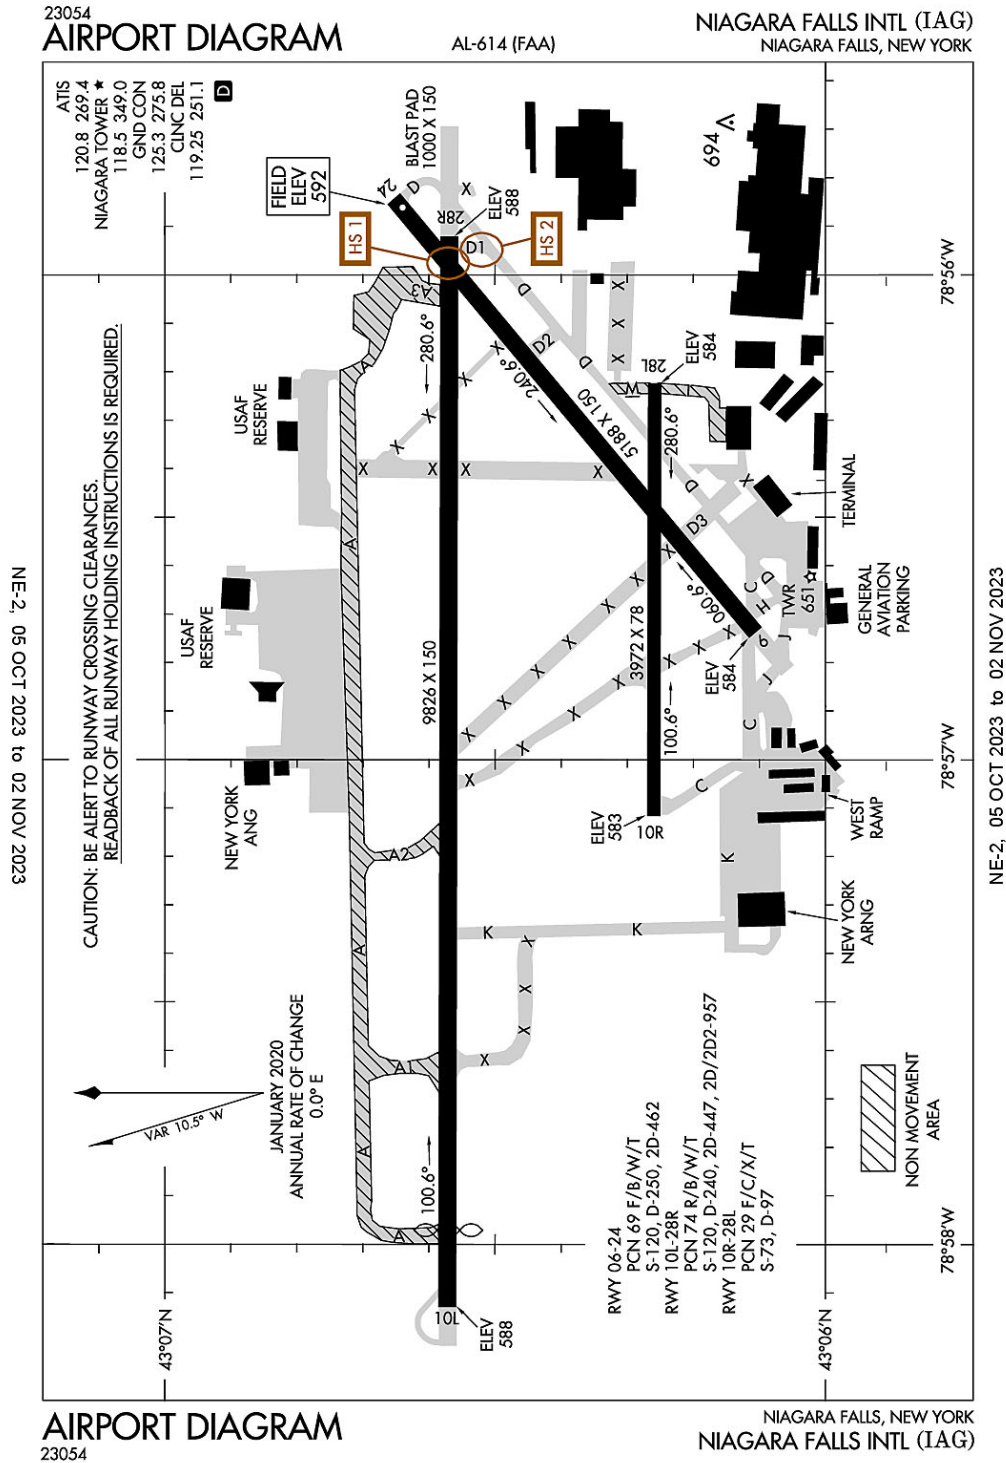 23054
AIRPORT DIAGRAM
AL-614 (FAA)
NIAGARA FALLS INTL (IAG)
NIAGARA FALLS, NEW YORK
ATIS
120.8 269.4
NIAGARA TOWER ★
118.5 349.0
GND CON
125.3 275.8
CLNC DEL
119.25 251.1
D
CAUTION: BE ALERT TO RUNWAY CROSSING CLEARANCES.
READBACK OF ALL RUNWAY HOLDING INSTRUCTIONS IS REQUIRED.
FIELD
ELEV
592
HS 1
HS 2
BLAST PAD
1000 X 150
24
D
X
28R
ELEV
588
D1
694
78°56'W
A3
280.6°
240.6°
D2
D
D
X
X
X
X
X
X
X
28L
ELEV
584
W
5188 X 150
280.6°
USAF
RESERVE
A
X
X
X
X
D
X
D3
TERMINAL
A
USAF
RESERVE
X
X
X
X
X
X
X
060.6°
C
D
H
TWR
651
J
J
6
GENERAL
AVIATION
PARKING
9826 X 150
3972 X 78
ELEV
584
X
X
X
X
X
X
X
100.6°
C
78°57'W
NEW YORK
ANG
A2
C
ELEV
583
10R
WEST
RAMP
K
NEW YORK
ARNG
A
K
K
X
X
X
X
A1
A
A
100.6°
JANUARY 2020
ANNUAL RATE OF CHANGE
0.0° E
VAR 10.5° W
RWY 06-24
PCN 69 F/B/W/T
S-120, D-250, 2D-462
RWY 10L-28R
PCN 74 R/B/W/T
S-120, D-240, 2D-447, 2D/2D2-957
RWY 10R-28L
PCN 29 F/C/X/T
S-73, D-97
NON MOVEMENT
AREA
78°58'W
10L
ELEV
588
43°07'N
43°06'N
NE-2, 05 OCT 2023 to 02 NOV 2023
NE-2, 05 OCT 2023 to 02 NOV 2023
AIRPORT DIAGRAM
23054
NIAGARA FALLS, NEW YORK
NIAGARA FALLS INTL (IAG)